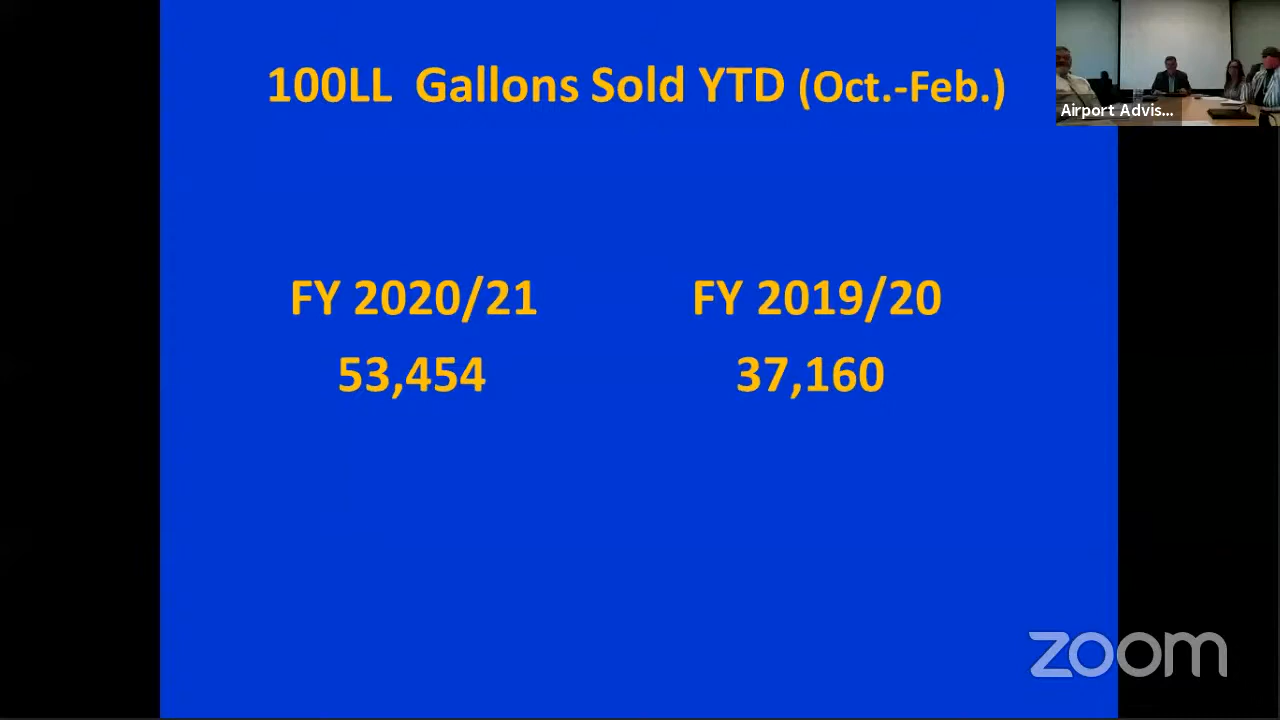 100LL Gallons Sold YTD (Oct.-Feb.)
Airport Advis...
FY 2020/21 FY 2019/20
53,454 37,160
zoom